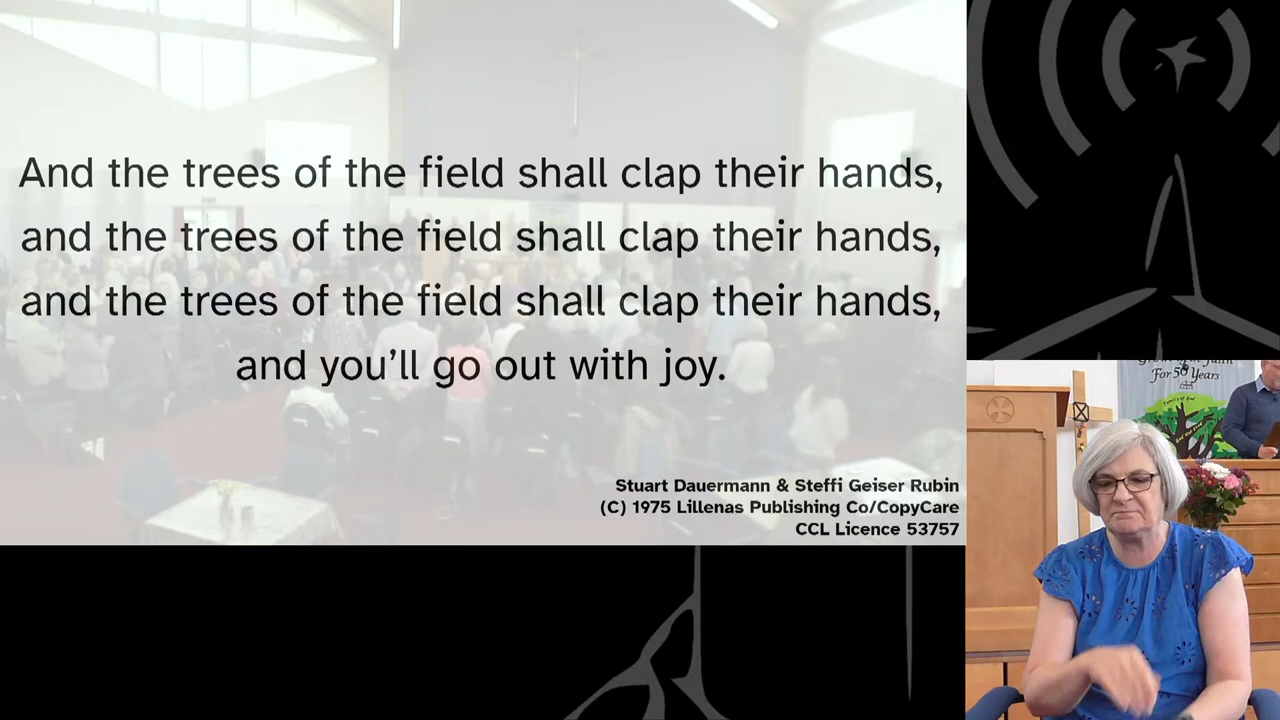 And the trees of the field shall clap their hands,
and the trees of the field shall clap their hands,
and the trees of the field shall clap their hands,
and you’ll go out with joy.
Stuart Dauermann & Steffi Geiser Rubin
(C) 1975 Lillenas Publishing Co/CopyCare
CCL Licence 53757
For 50 Years